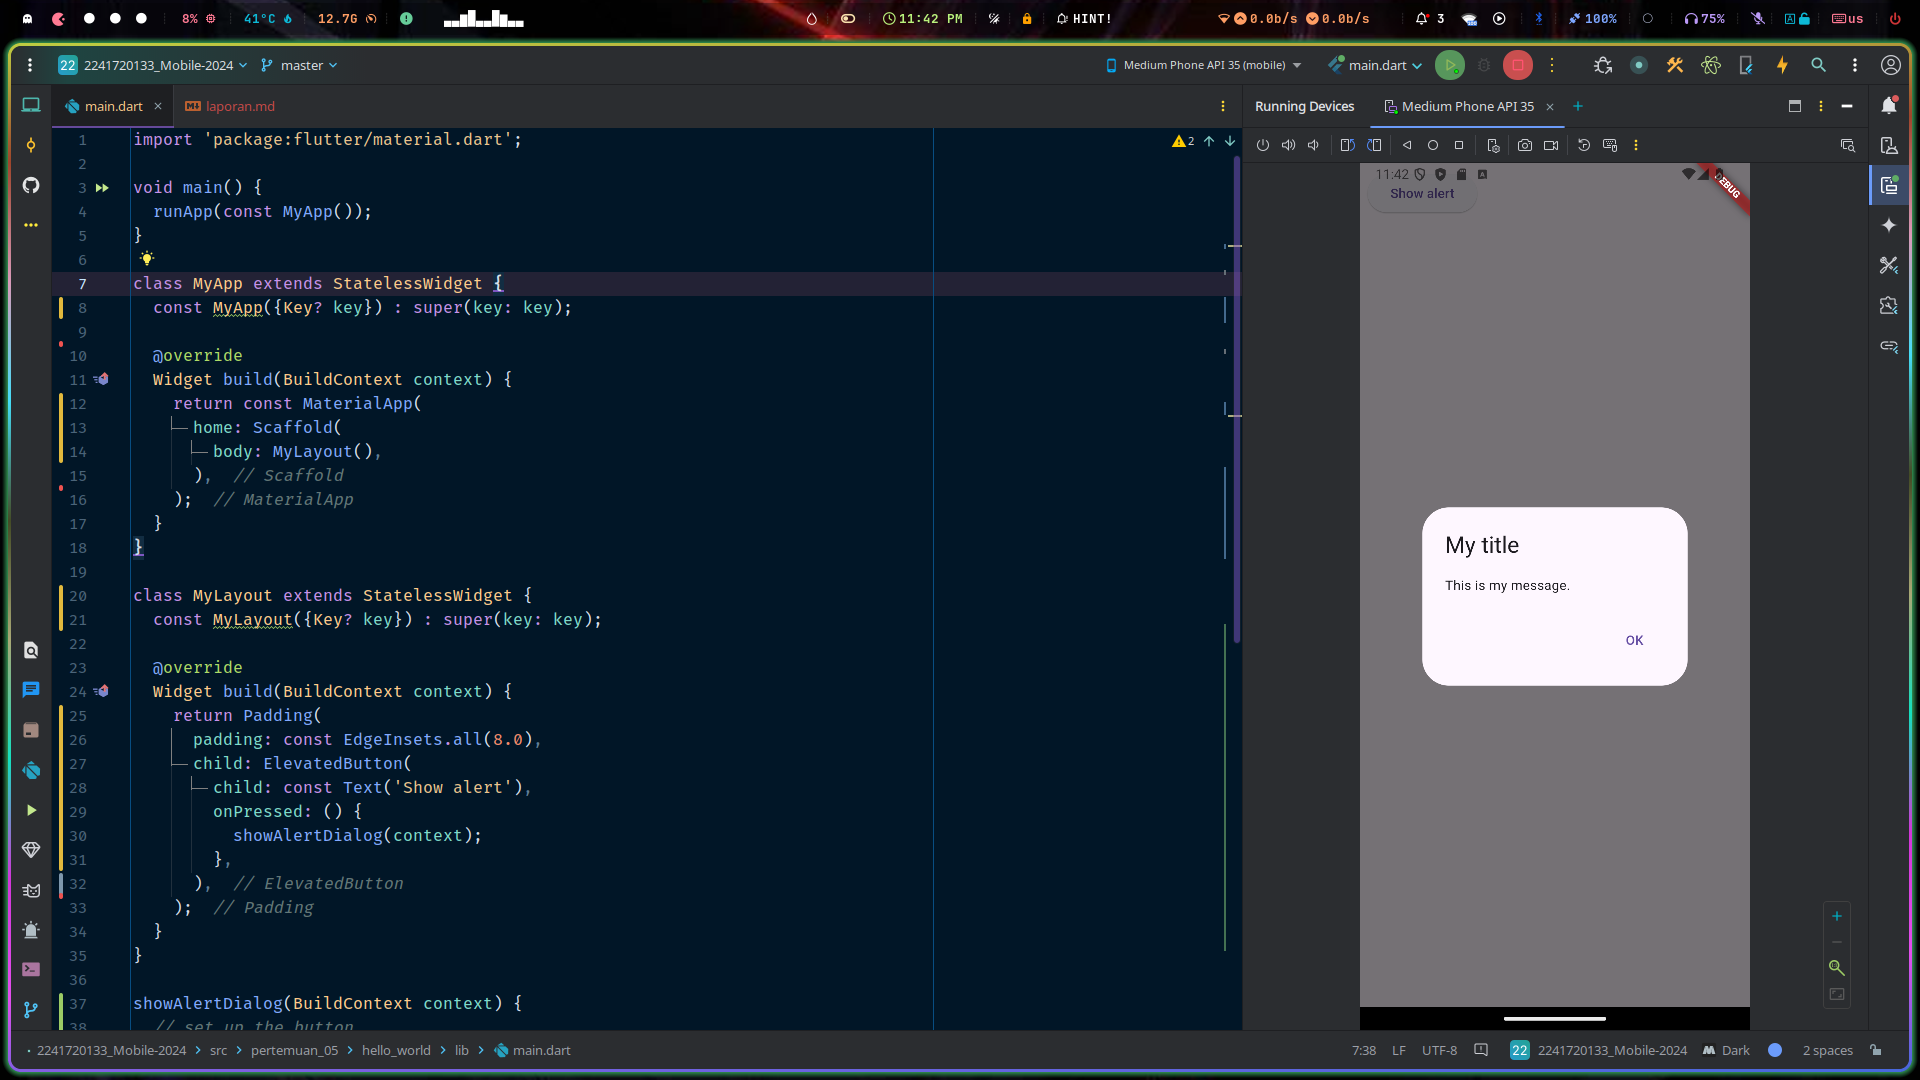 8% 41°C 12.7G 11:42 PM HINT! 0.0b/s 0.0b/s 3 100% 75% us
22 2241720133_Mobile-2024 master Medium Phone API 35 (mobile) main.dart
main.dart laporan.md Running Devices Medium Phone API 35
2
1 import 'package:flutter/material.dart';
2
3 void main() {
4 runApp(const MyApp());
5 }
6
7 class MyApp extends StatelessWidget {
8 const MyApp({Key? key}) : super(key: key);
9
10 @override
11 Widget build(BuildContext context) {
12 return const MaterialApp(
13 home: Scaffold(
14 body: MyLayout(),
15 ), // Scaffold
16 ); // MaterialApp
17 }
18 }
19
20 class MyLayout extends StatelessWidget {
21 const MyLayout({Key? key}) : super(key: key);
22
23 @override
24 Widget build(BuildContext context) {
25 return Padding(
26 padding: const EdgeInsets.all(8.0),
27 child: ElevatedButton(
28 child: const Text('Show alert'),
29 onPressed: () {
30 showAlertDialog(context);
31 },
32 ), // ElevatedButton
33 ); // Padding
34 }
35 }
36
37 showAlertDialog(BuildContext context) {
38 // set up the button
11:42
DEBUG
Show alert
My title
This is my message.
OK
2241720133_Mobile-2024 src pertemuan_05 hello_world lib main.dart 7:38 LF UTF-8 22 2241720133_Mobile-2024 Dark 2 spaces